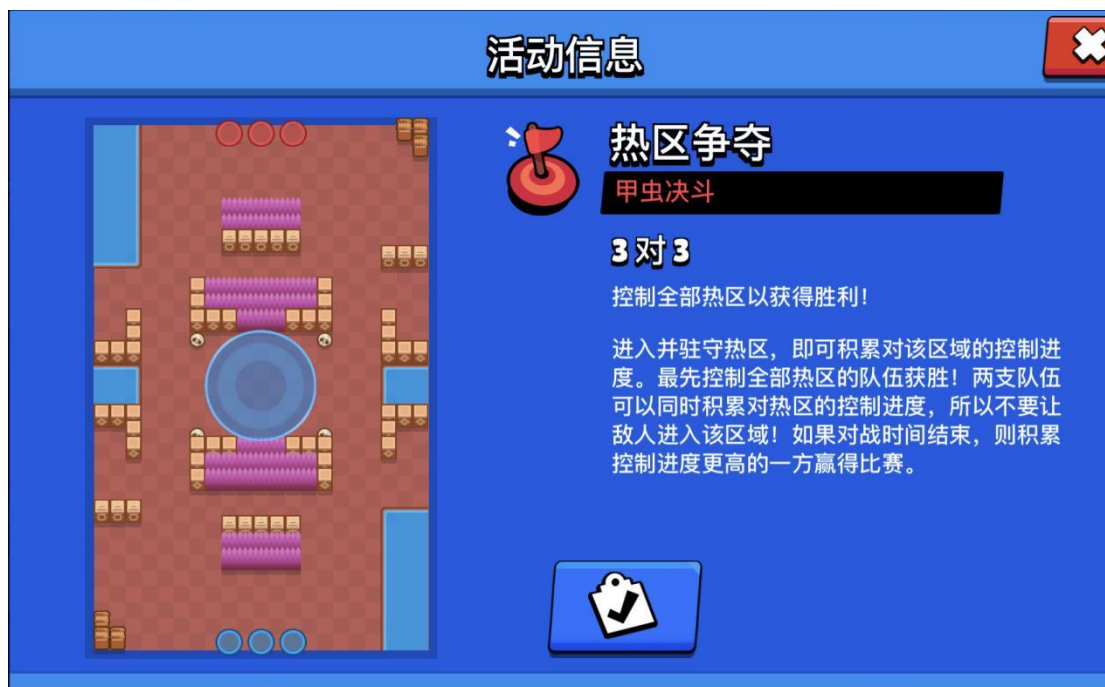 活动信息
热区争夺
甲虫决斗
3对3
控制全部热区以获得胜利！
进入并驻守热区，即可积累对该区域的控制进
度。最先控制全部热区的队伍获胜！两支队伍
可以同时积累对热区的控制进度，所以不要让
敌人进入该区域！如果对战时间结束，则积累
控制进度更高的一方赢得比赛。